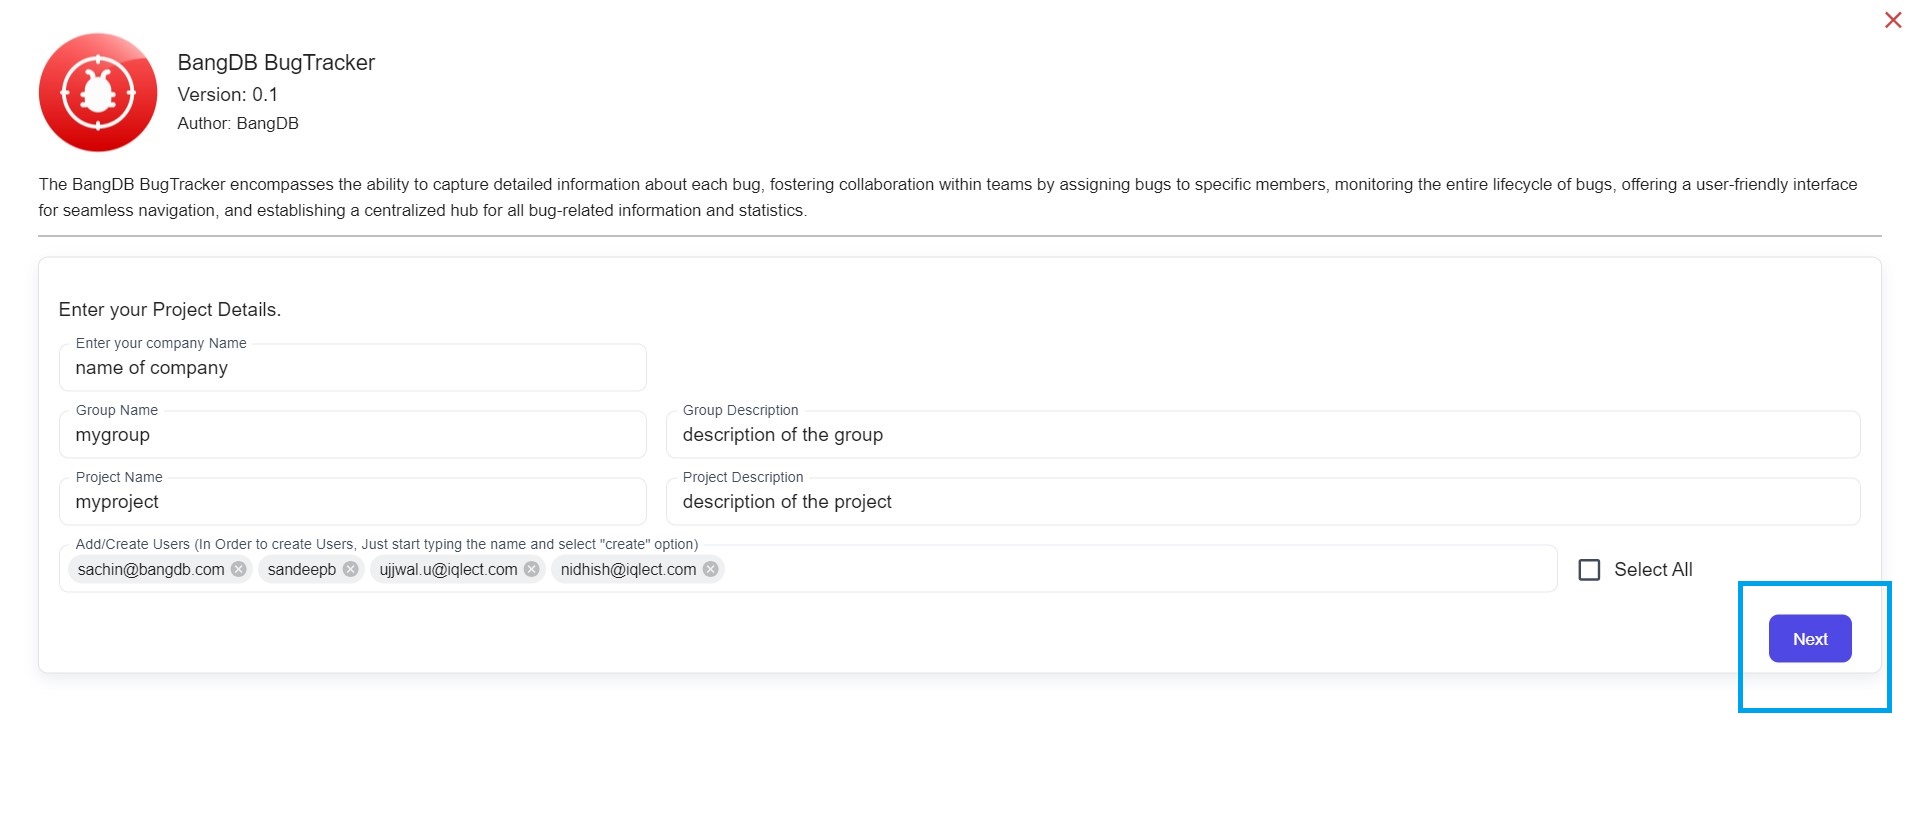 BangDB BugTracker
Version: 0.1
Author: BangDB
The BangDB BugTracker encompasses the ability to capture detailed information about each bug, fostering collaboration within teams by assigning bugs to specific members, monitoring the entire lifecycle of bugs, offering a user-friendly interface
for seamless navigation, and establishing a centralized hub for all bug-related information and statistics.
Enter your Project Details.
Enter your company Name
name of company
Group Name
mygroup
Group Description
description of the group
Project Name
myproject
Project Description
description of the project
Add/Create Users (In Order to create Users, Just start typing the name and select "create" option)
sachin@bangdb.com sandeepb ujjwal.u@iqlect.com nidhish@iqlect.com
Select All
Next